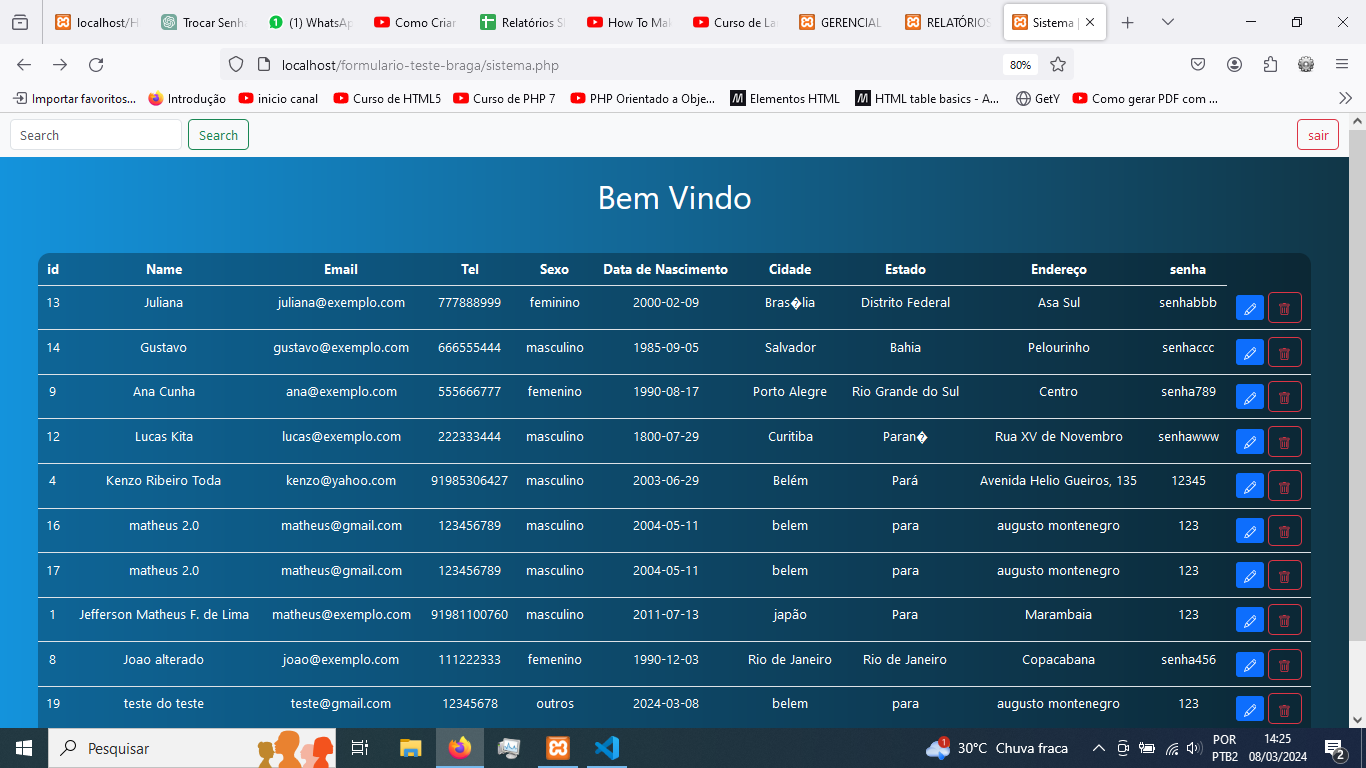 localhost/H
Trocar Senh
(1) WhatsAp
Como Criar
Relatórios Si
How To Mak
Curso de La
GERENCIAL
RELATÓRIOS
Sistema |
localhost/formulario-teste-braga/sistema.php
80%
Importar favoritos...
Introdução
inicio canal
Curso de HTML5
Curso de PHP 7
PHP Orientado a Obje...
Elementos HTML
HTML table basics - A...
GetY
Como gerar PDF com ...
Search
Search
sair
Bem Vindo
id Name Email Tel Sexo Data de Nascimento Cidade Estado Endereço senha
13 Juliana juliana@exemplo.com 777888999 feminino 2000-02-09 Bras�lia Distrito Federal Asa Sul senhabbb
14 Gustavo gustavo@exemplo.com 666555444 masculino 1985-09-05 Salvador Bahia Pelourinho senhaccc
9 Ana Cunha ana@exemplo.com 555666777 femenino 1990-08-17 Porto Alegre Rio Grande do Sul Centro senha789
12 Lucas Kita lucas@exemplo.com 222333444 masculino 1800-07-29 Curitiba Paran� Rua XV de Novembro senhawww
4 Kenzo Ribeiro Toda kenzo@yahoo.com 91985306427 masculino 2003-06-29 Belém Pará Avenida Helio Gueiros, 135 12345
16 matheus 2.0 matheus@gmail.com 123456789 masculino 2004-05-11 belem para augusto montenegro 123
17 matheus 2.0 matheus@gmail.com 123456789 masculino 2004-05-11 belem para augusto montenegro 123
1 Jefferson Matheus F. de Lima matheus@exemplo.com 91981100760 masculino 2011-07-13 japão Para Marambaia 123
8 Joao alterado joao@exemplo.com 111222333 femenino 1990-12-03 Rio de Janeiro Rio de Janeiro Copacabana senha456
19 teste do teste teste@gmail.com 12345678 outros 2024-03-08 belem para augusto montenegro 123
Pesquisar
1
30°C Chuva fraca
POR
PTB2
14:25
08/03/2024
2